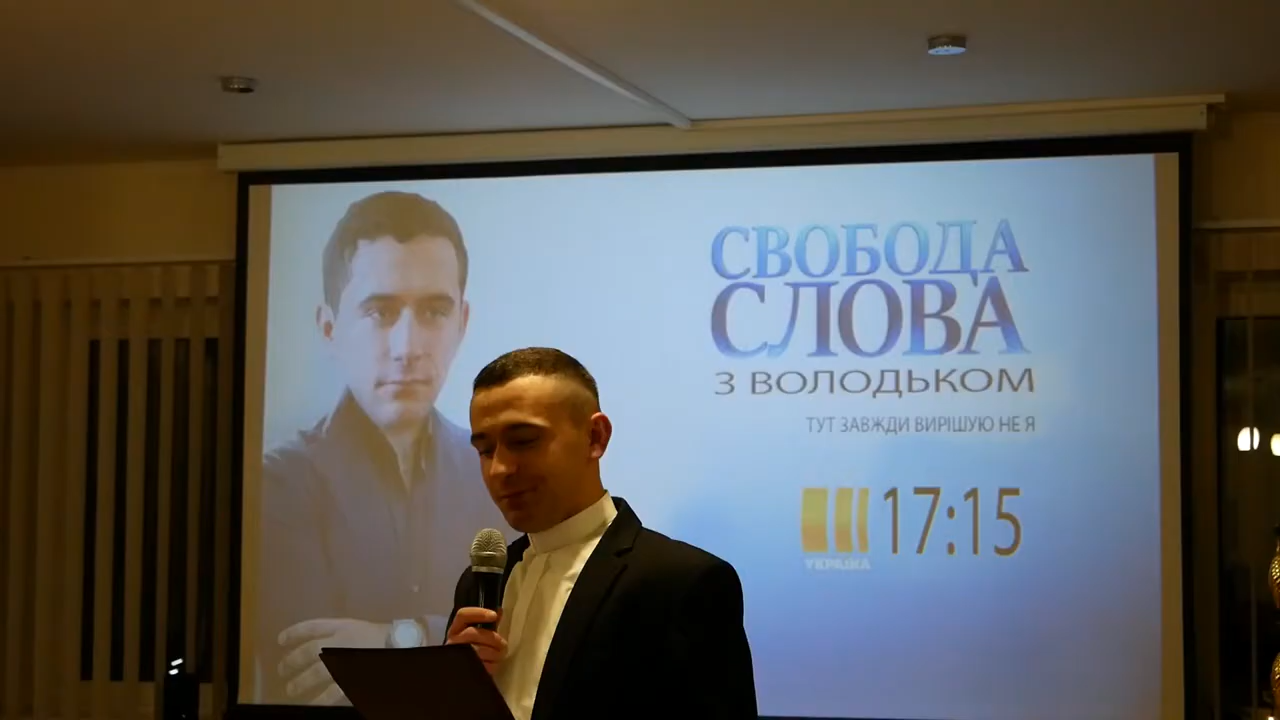 СВОБОДА
СЛОВА
З ВОЛОДЬКОМ
ТУТ ЗАВЖДИ ВИРІШУЮ НЕ Я
17:15
УКРАЇНА